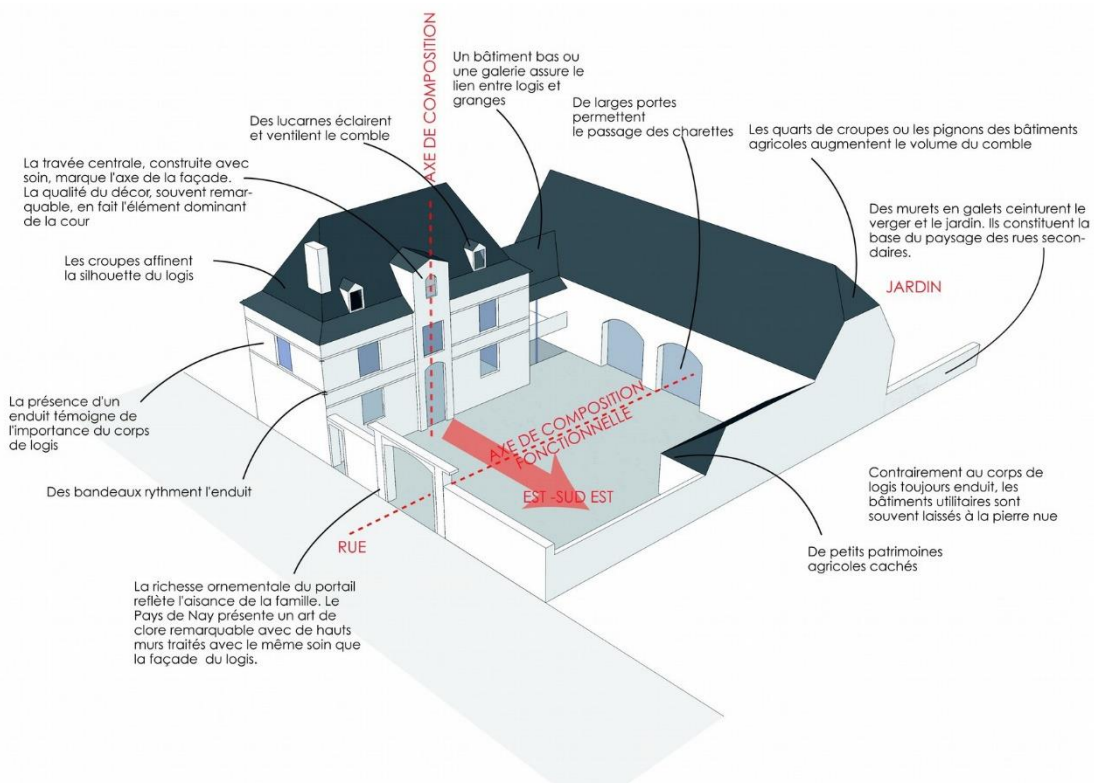 AXE DE COMPOSITION
Un bâtiment bas ou
une galerie assure le
lien entre logis et
granges
De larges portes
permettent
le passage des charettes
Des lucarnes éclairent
et ventilent le comble
Les quarts de croupes ou les pignons des bâtiments
agricoles augmentent le volume du comble
La travée centrale, construite avec
soin, marque l'axe de la façade.
La qualité du décor, souvent remar-
quable, en fait l'élément dominant
de la cour
Des murets en galets ceinturent le
verger et le jardin. Ils constituent la
base du paysage des rues secon-
daires.
Les croupes affinent
la silhouette du logis
JARDIN
La présence d'un
enduit témoigne de
l'importance du corps
de logis
AXE DE COMPOSITION
FONCTIONNELLE
Des bandeaux rythment l'enduit
EST -SUD EST
Contrairement au corps de
logis toujours enduit, les
bâtiments utilitaires sont
souvent laissés à la pierre nue
RUE
De petits patrimoines
agricoles cachés
La richesse ornementale du portail
reflète l'aisance de la famille. Le
Pays de Nay présente un art de
clore remarquable avec de hauts
murs traités avec le même soin que
la façade du logis.